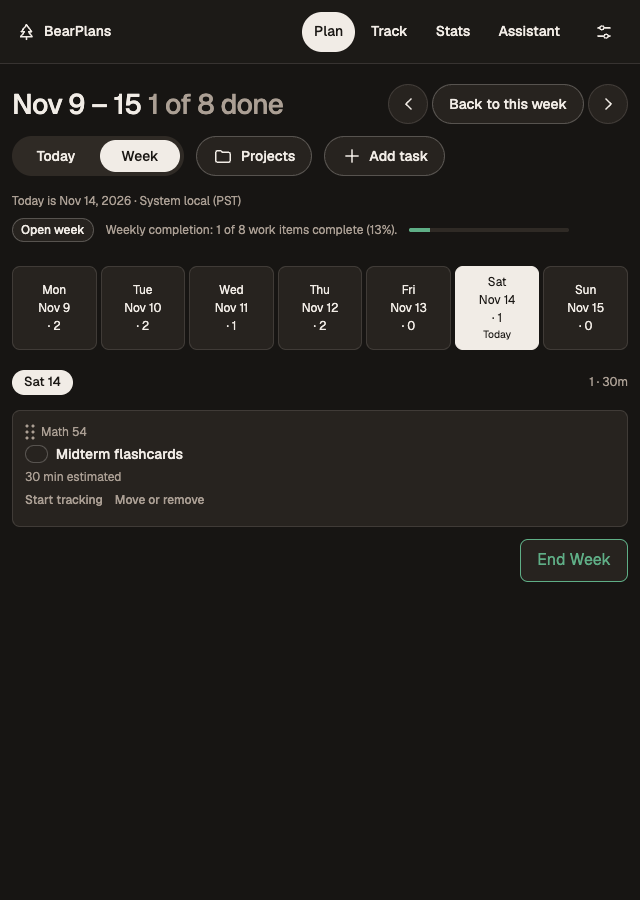 BearPlans
Plan Track Stats Assistant
Nov 9 – 15 1 of 8 done
Back to this week
Today Week Projects Add task
Today is Nov 14, 2026 · System local (PST)
Open week Weekly completion: 1 of 8 work items complete (13%).
Mon
Nov 9
· 2
Tue
Nov 10
· 2
Wed
Nov 11
· 1
Thu
Nov 12
· 2
Fri
Nov 13
· 0
Sat
Nov 14
· 1
Today
Sun
Nov 15
· 0
Sat 14
1 · 30m
Math 54
Midterm flashcards
30 min estimated
Start tracking Move or remove
End Week